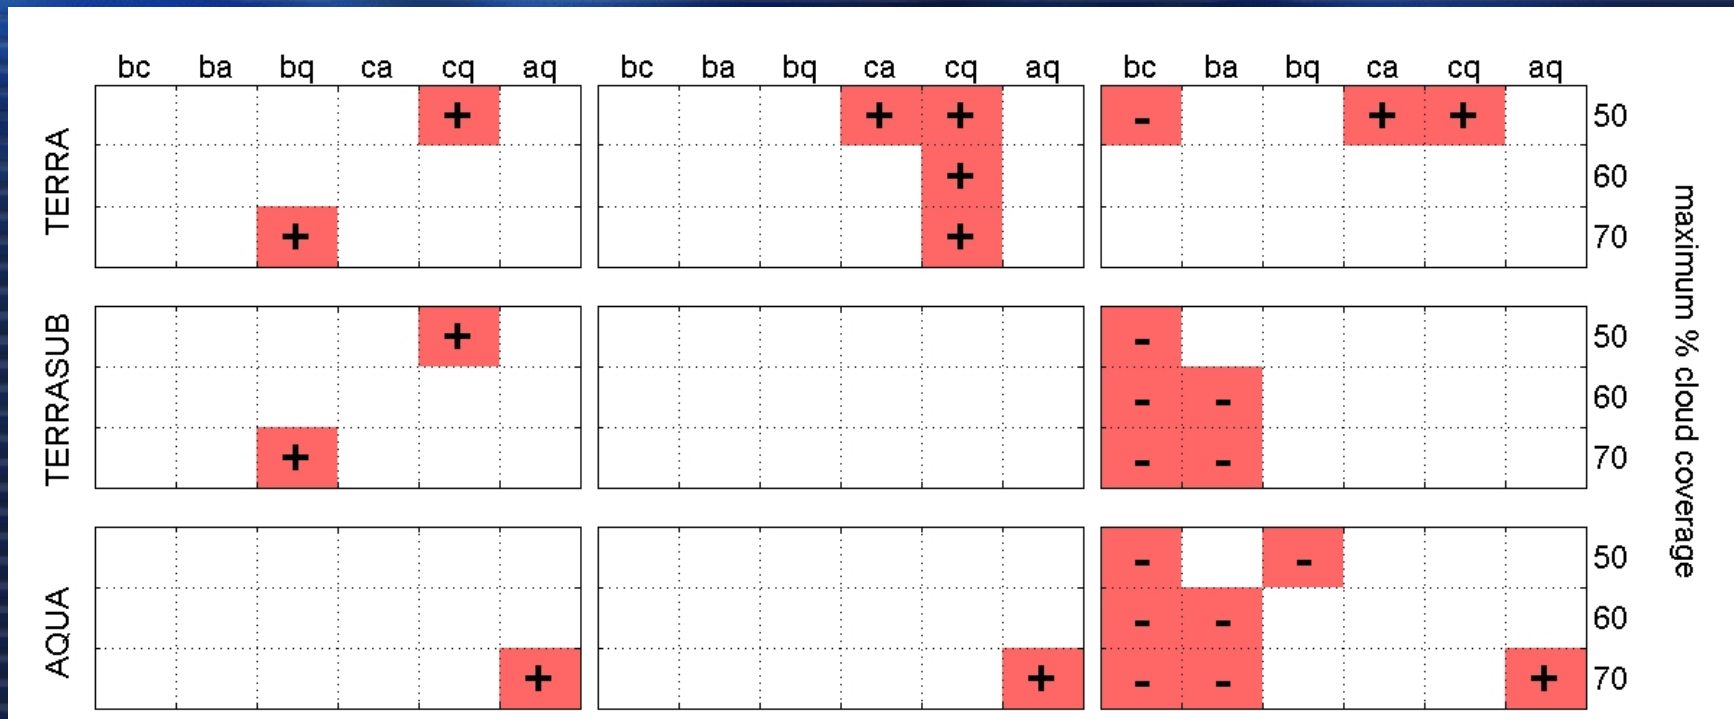 bc ba bq ca cq aq bc ba bq ca cq aq bc ba bq ca cq aq
TERRA
+ + + - + + 50
+ 60
+ + 70
TERRASUB
+ - 50
- - 60
+ - - 70
AQUA
- - 50
- - 60
+ + - - + 70
maximum % cloud coverage